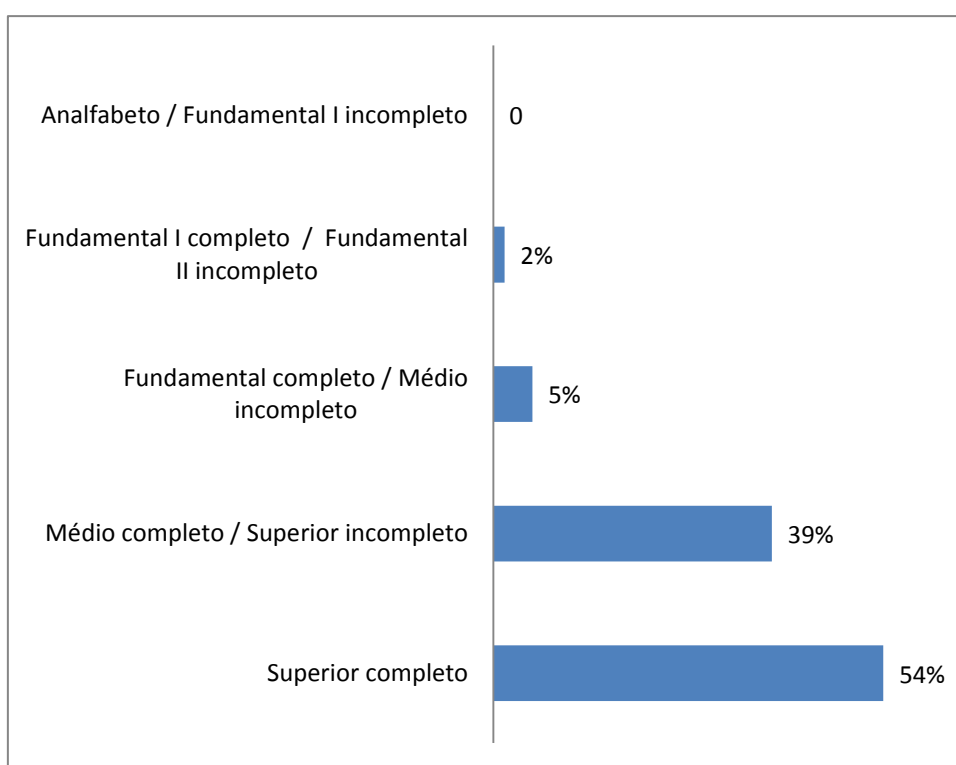 Analfabeto / Fundamental I incompleto
0
Fundamental I completo / Fundamental
II incompleto
2%
Fundamental completo / Médio
incompleto
5%
Médio completo / Superior incompleto
39%
Superior completo
54%